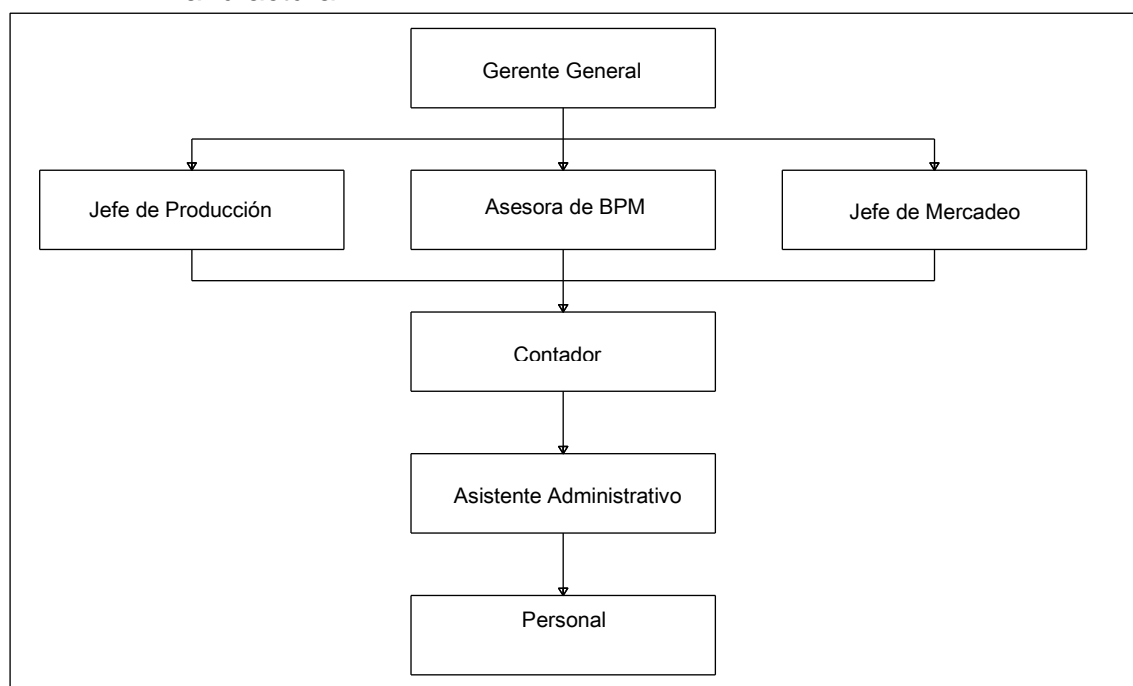 Gerente General
Jefe de Producción
Asesora de BPM
Jefe de Mercadeo
Contador
Asistente Administrativo
Personal